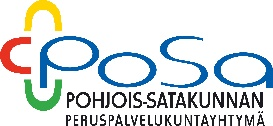 PoSa
POHJOIS-SATAKUNNAN
PERUSPALVELUKUNTAYHTYMÄ